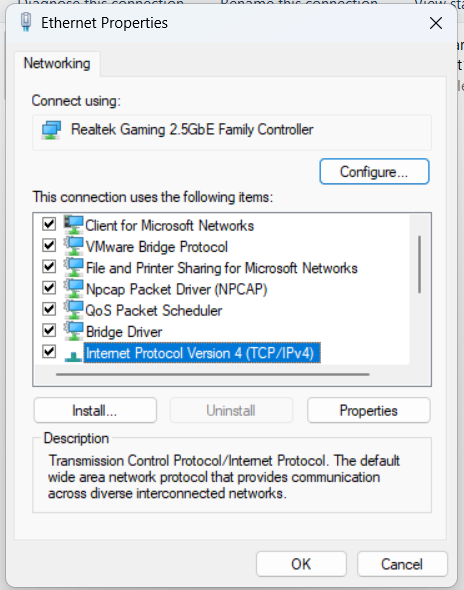 Diagnose this connection
Rename this connection
Ethernet Properties
Networking
Connect using:
Realtek Gaming 2.5GbE Family Controller
Configure...
This connection uses the following items:
Client for Microsoft Networks
VMware Bridge Protocol
File and Printer Sharing for Microsoft Networks
Npcap Packet Driver (NPCAP)
QoS Packet Scheduler
Bridge Driver
Internet Protocol Version 4 (TCP/IPv4)
Install...
Uninstall
Properties
Description
Transmission Control Protocol/Internet Protocol. The default
wide area network protocol that provides communication
across diverse interconnected networks.
OK
Cancel